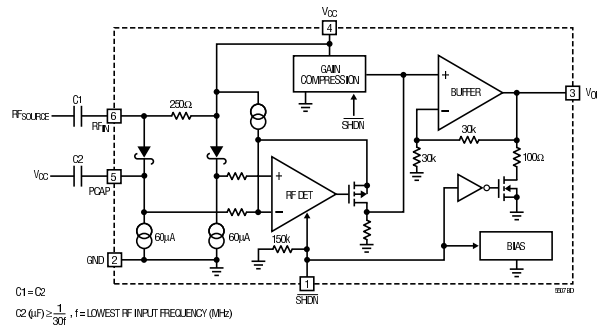 VCC
4
GAIN
COMPRESSION
SHDN
+
–
BUFFER
3
VO
C1
RFSOURCE
6
RFIN
250Ω
30k
30k
100Ω
C2
VCC
5
PCAP
+
RF DET
–
60µA
60µA
150k
GND
2
BIAS
1
SHDN
5507 BD
C1 = C2
C2 (µF) ≥ 1/30f , f = LOWEST RF INPUT FREQUENCY (MHz)